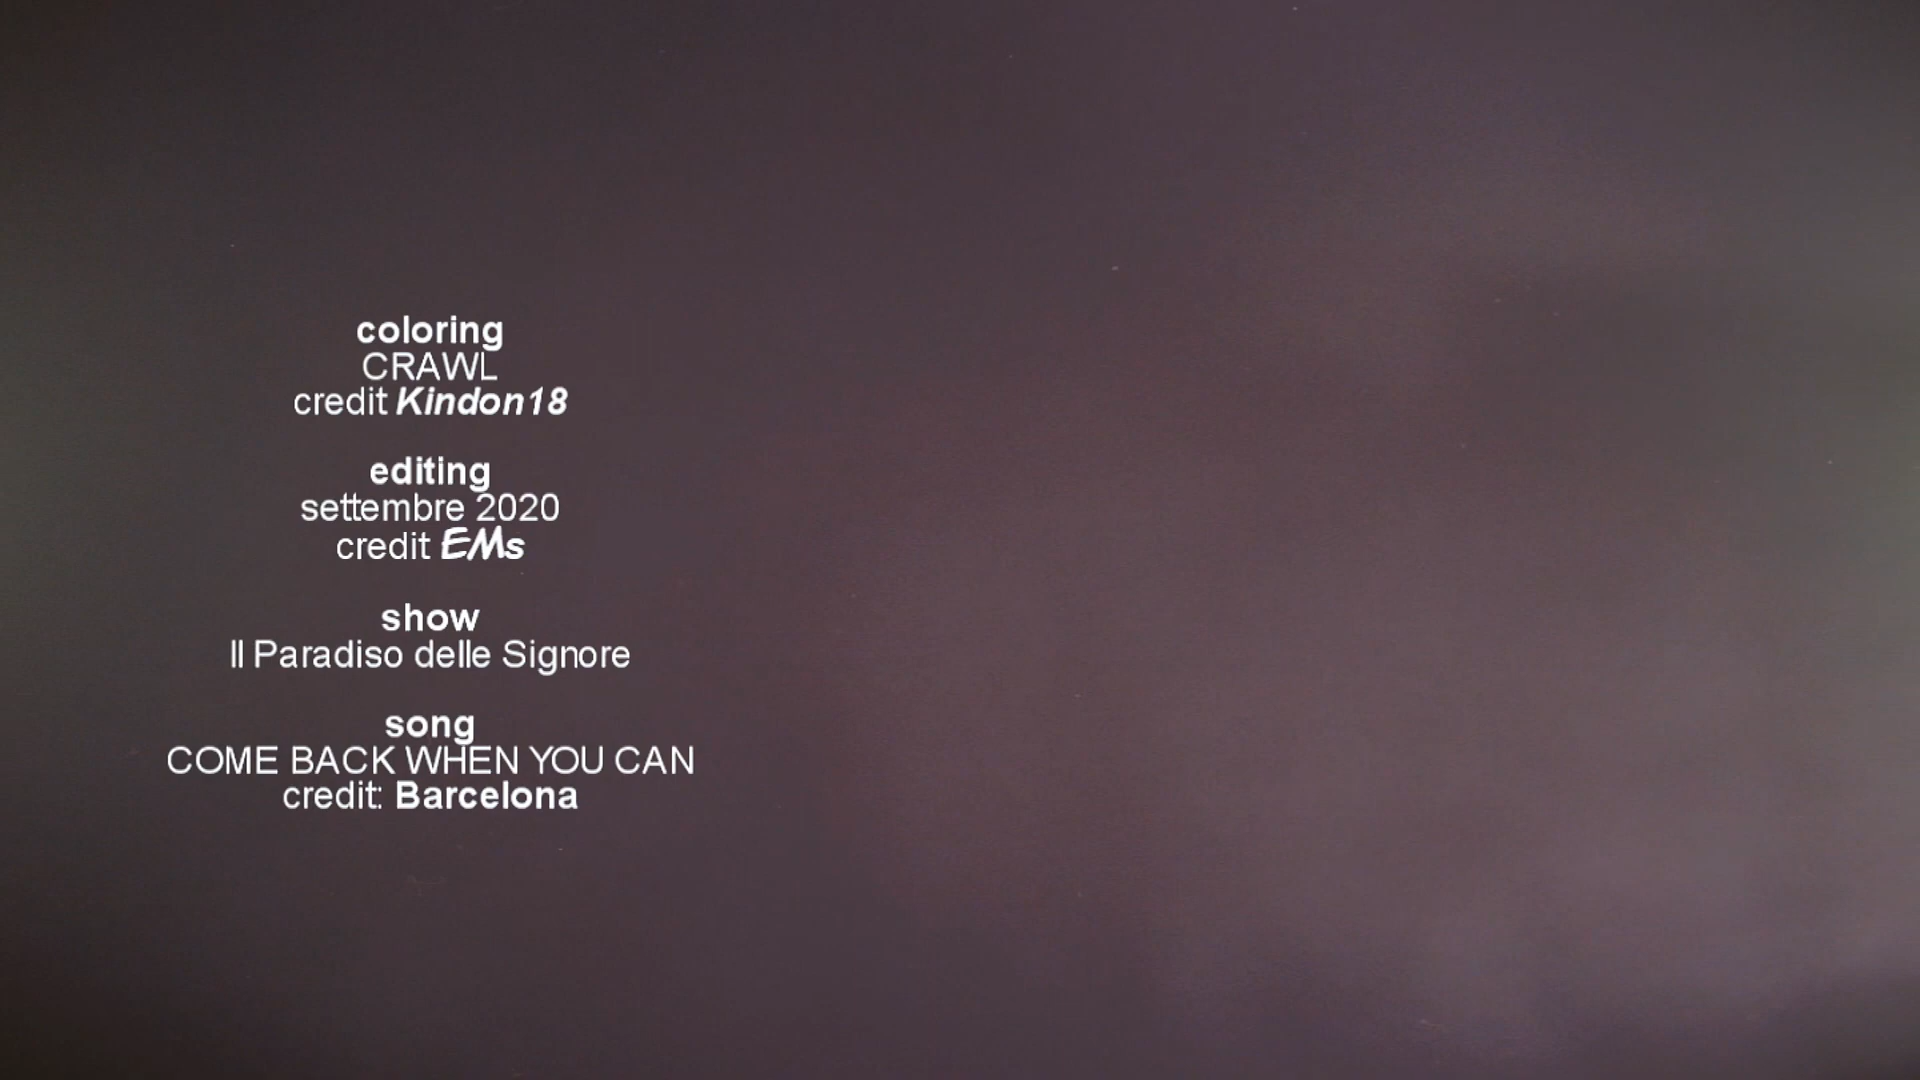 coloring
CRAWL
credit Kindon18
editing
settembre 2020
credit EMs
show
Il Paradiso delle Signore
song
COME BACK WHEN YOU CAN
credit: Barcelona